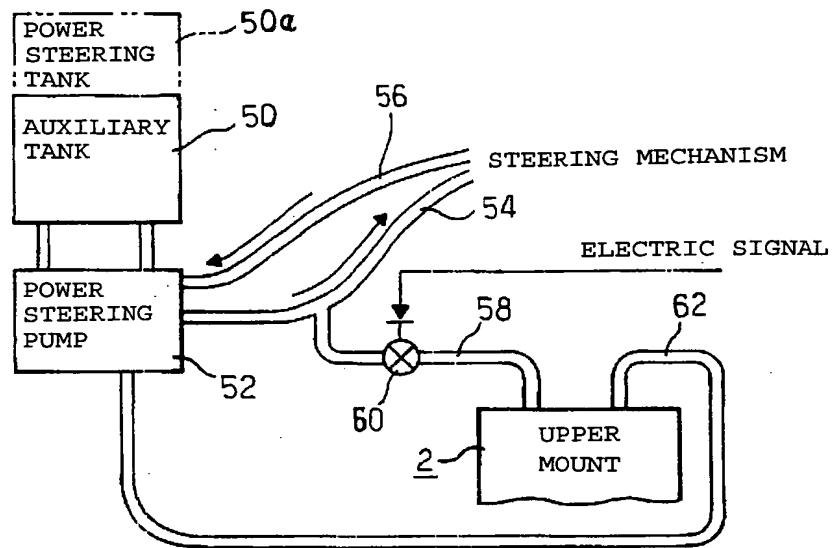 POWER
STEERING
TANK
50a
AUXILIARY
TANK
50
56
STEERING MECHANISM
54
ELECTRIC SIGNAL
POWER
STEERING
PUMP
52
58
62
60
2
UPPER
MOUNT